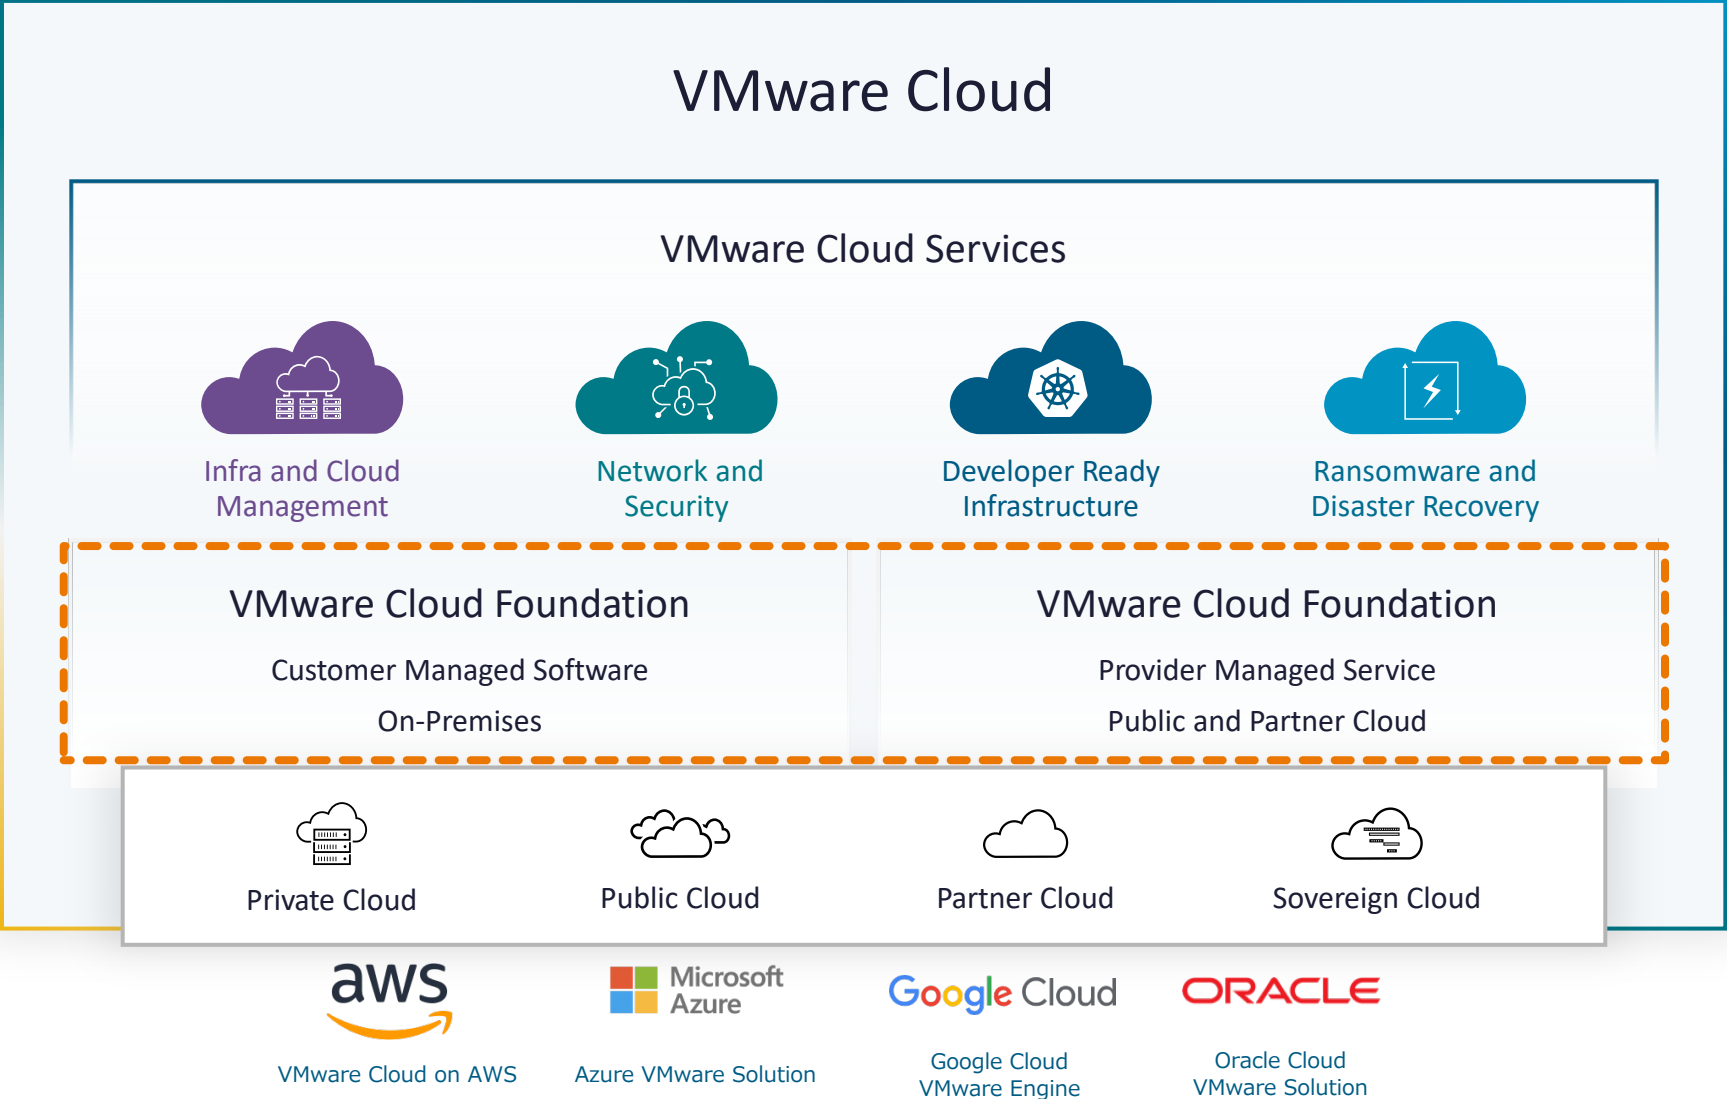 VMware Cloud
VMware Cloud Services
Infra and Cloud
Management
Network and
Security
Developer Ready
Infrastructure
Ransomware and
Disaster Recovery
VMware Cloud Foundation
Customer Managed Software
On-Premises
VMware Cloud Foundation
Provider Managed Service
Public and Partner Cloud
Private Cloud
Public Cloud
Partner Cloud
Sovereign Cloud
aws
Microsoft
Azure
Google Cloud
ORACLE
VMware Cloud on AWS
Azure VMware Solution
Google Cloud
VMware Engine
Oracle Cloud
VMware Solution